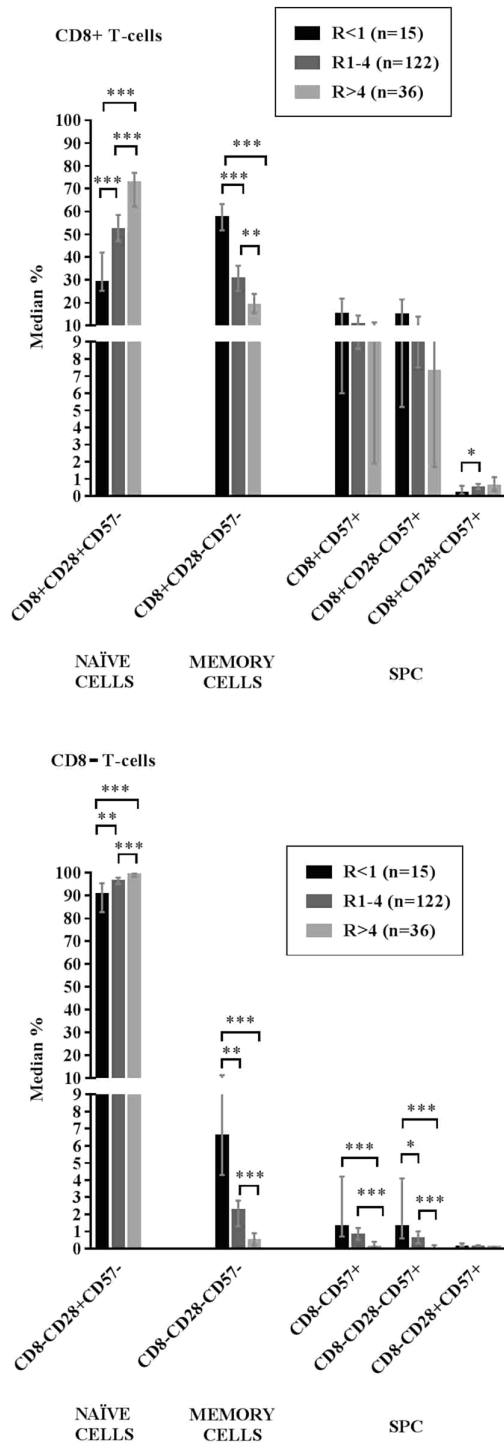 CD8+ T-cells
R<1 (n=15)
R1-4 (n=122)
R>4 (n=36)
***
***
***
***
***
**
*
Median %
100
90
80
70
60
50
40
30
20
10
9
8
7
6
5
4
3
2
1
0
CD8+CD28+CD57-
CD8+CD28-CD57-
CD8+CD57+
CD8+CD28-CD57+
CD8+CD28+CD57+
NAÏVE CELLS
MEMORY CELLS
SPC
CD8- T-cells
R<1 (n=15)
R1-4 (n=122)
R>4 (n=36)
***
**
***
***
**
***
***
***
***
*
***
Median %
100
90
80
70
60
50
40
30
20
10
9
8
7
6
5
4
3
2
1
0
CD8-CD28+CD57-
CD8-CD28-CD57-
CD8-CD57+
CD8-CD28-CD57+
CD8-CD28+CD57+
NAÏVE CELLS
MEMORY CELLS
SPC